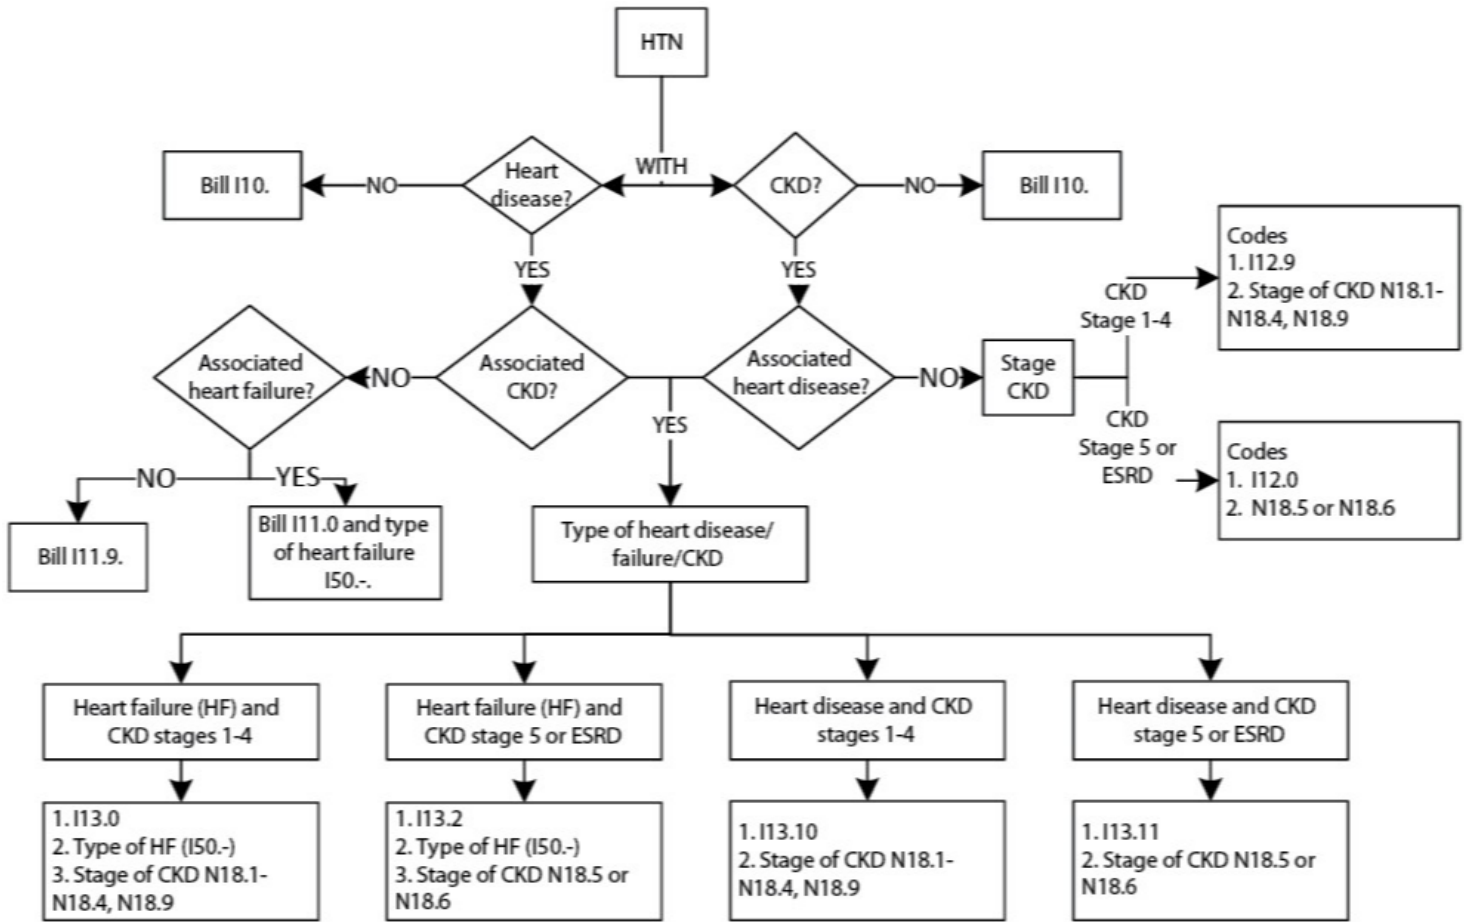 HTN
WITH
Heart
disease?
CKD?
NO
Bill I10.
NO
Bill I10.
YES
YES
Associated
heart failure?
NO
Associated
CKD?
Associated
heart disease?
NO
Stage
CKD
CKD
Stage 1-4
Codes
1. I12.9
2. Stage of CKD N18.1-
N18.4, N18.9
CKD
Stage 5 or
ESRD
Codes
1. I12.0
2. N18.5 or N18.6
YES
NO
YES
Bill I11.9.
Bill I11.0 and type
of heart failure
I50.-.
Type of heart disease/
failure/CKD
Heart failure (HF) and
CKD stages 1-4
Heart failure (HF) and
CKD stage 5 or ESRD
Heart disease and CKD
stages 1-4
Heart disease and CKD
stage 5 or ESRD
1. I13.0
2. Type of HF (I50.-)
3. Stage of CKD N18.1-
N18.4, N18.9
1. I13.2
2. Type of HF (I50.-)
3. Stage of CKD N18.5 or
N18.6
1. I13.10
2. Stage of CKD N18.1-
N18.4, N18.9
1. I13.11
2. Stage of CKD N18.5 or
N18.6